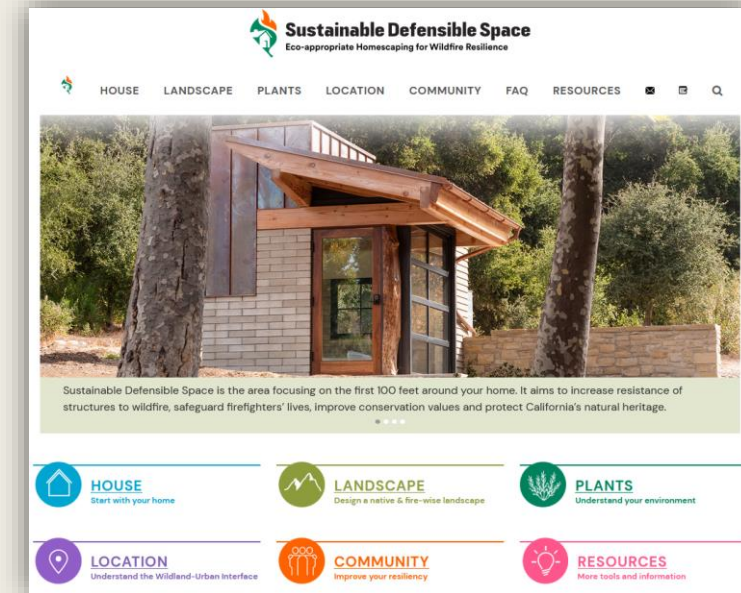 Sustainable Defensible Space
Eco-appropriate Homescaping for Wildfire Resilience
HOUSE LANDSCAPE PLANTS LOCATION COMMUNITY FAQ RESOURCES
Sustainable Defensible Space is the area focusing on the first 100 feet around your home. It aims to increase resistance of
structures to wildfire, safeguard firefighters' lives, improve conservation values and protect California's natural heritage.
HOUSE
Start with your home
LANDSCAPE
Design a native & fire-wise landscape
PLANTS
Understand your environment
LOCATION
Understand the Wildland-Urban Interface
COMMUNITY
Improve your resiliency
RESOURCES
More tools and information